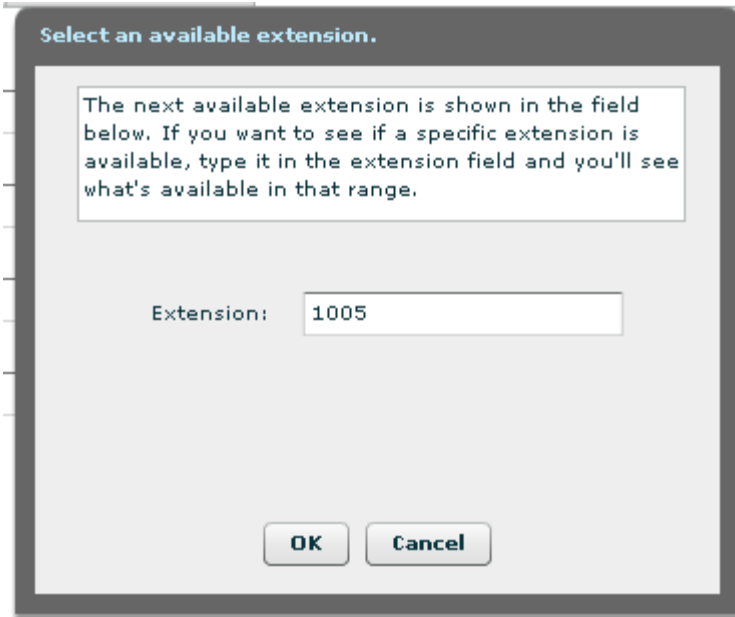 Select an available extension.
The next available extension is shown in the field
below. If you want to see if a specific extension is
available, type it in the extension field and you'll see
what's available in that range.
Extension: 1005
OK Cancel